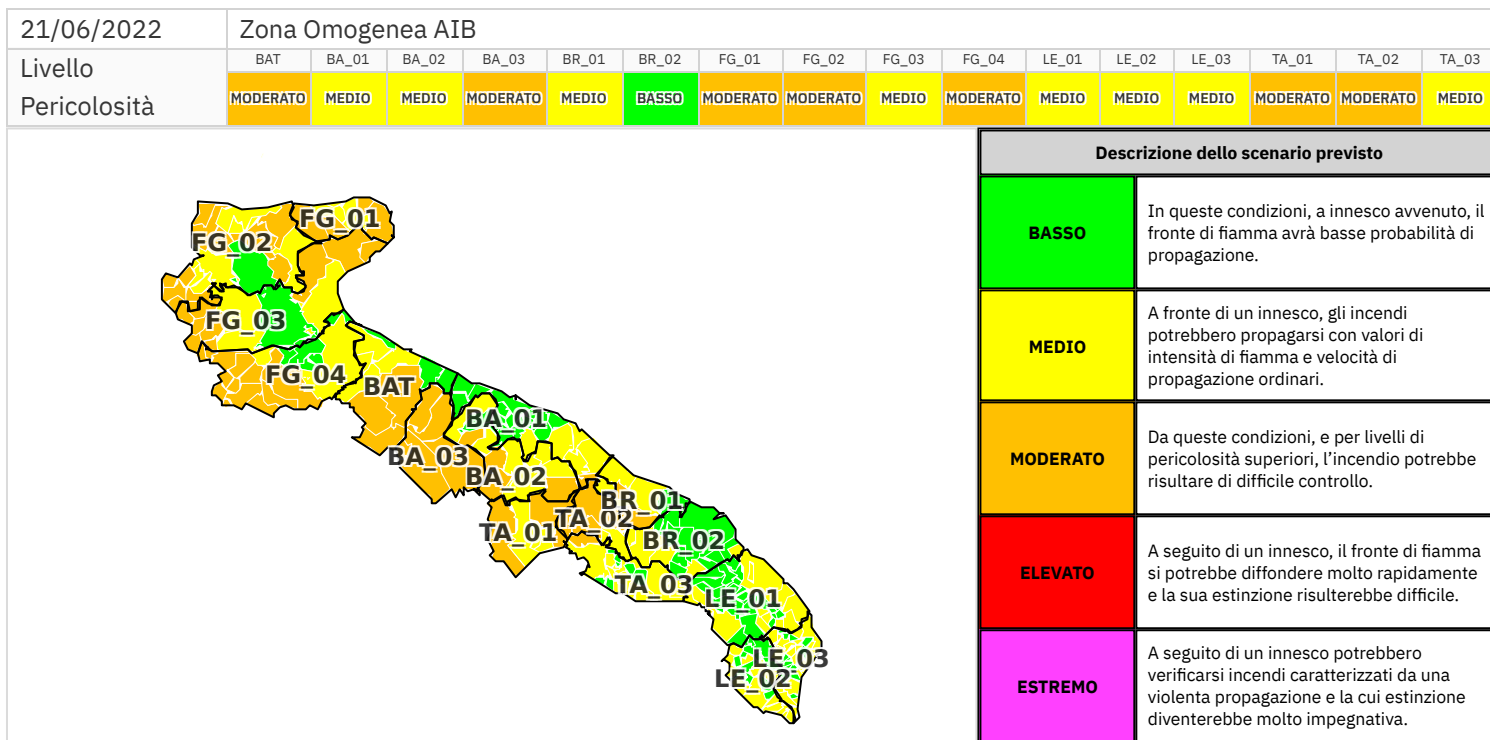 21/06/2022
Zona Omogenea AIB
Livello
Pericolosità
BAT BA_01 BA_02 BA_03 BR_01 BR_02 FG_01 FG_02 FG_03 FG_04 LE_01 LE_02 LE_03 TA_01 TA_02 TA_03
MODERATO MEDIO MEDIO MODERATO MEDIO BASSO MODERATO MODERATO MEDIO MODERATO MEDIO MEDIO MEDIO MODERATO MODERATO MEDIO
FG_01
FG_02
FG_03
FG_04
BAT
BA_01
BA_03
BA_02
BR_01
TA_02
TA_01
BR_02
TA_03
LE_01
LE_03
LE_02
Descrizione dello scenario previsto
BASSO
In queste condizioni, a innesco avvenuto, il
fronte di fiamma avrà basse probabilità di
propagazione.
MEDIO
A fronte di un innesco, gli incendi
potrebbero propagarsi con valori di
intensità di fiamma e velocità di
propagazione ordinari.
MODERATO
Da queste condizioni, e per livelli di
pericolosità superiori, l’incendio potrebbe
risultare di difficile controllo.
ELEVATO
A seguito di un innesco, il fronte di fiamma
si potrebbe diffondere molto rapidamente
e la sua estinzione risulterebbe difficile.
ESTREMO
A seguito di un innesco potrebbero
verificarsi incendi caratterizzati da una
violenta propagazione e la cui estinzione
diventerebbe molto impegnativa.